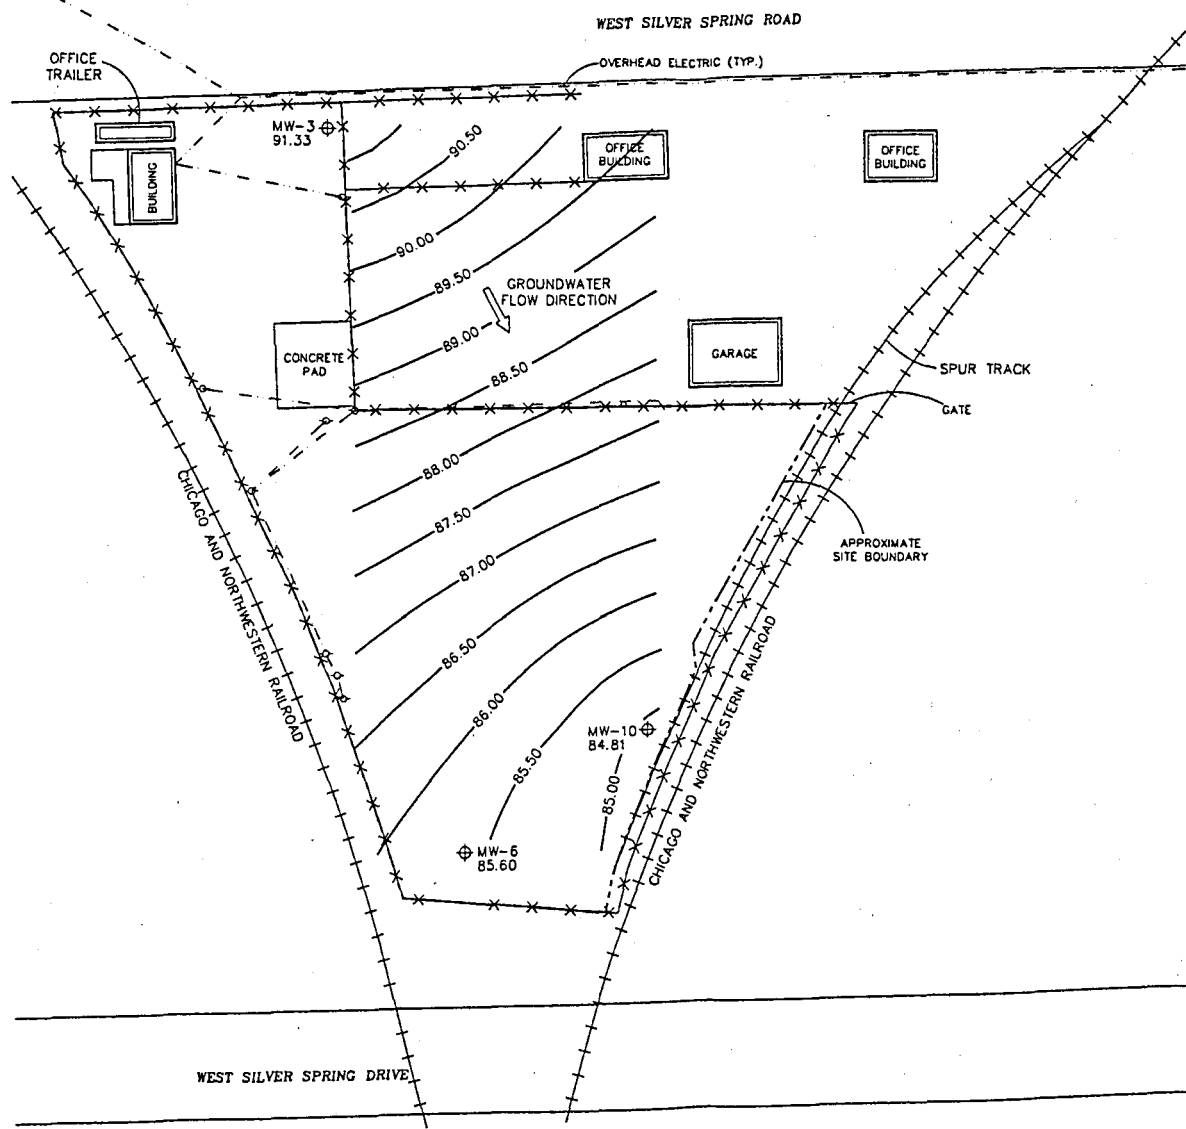 WEST SILVER SPRING ROAD
OFFICE
TRAILER
OVERHEAD ELECTRIC (TYP.)
MW-3
91.33
90.50
OFFICE
BUILDING
OFFICE
BUILDING
BUILDING
90.00
89.50
GROUNDWATER
FLOW DIRECTION
89.00
CONCRETE
PAD
88.50
GARAGE
SPUR TRACK
GATE
88.00
CHICAGO AND NORTHWESTERN RAILROAD
87.50
APPROXIMATE
SITE BOUNDARY
87.00
86.50
86.00
MW-10
84.81
85.50
85.00
CHICAGO AND NORTHWESTERN RAILROAD
MW-6
85.60
WEST SILVER SPRING DRIVE